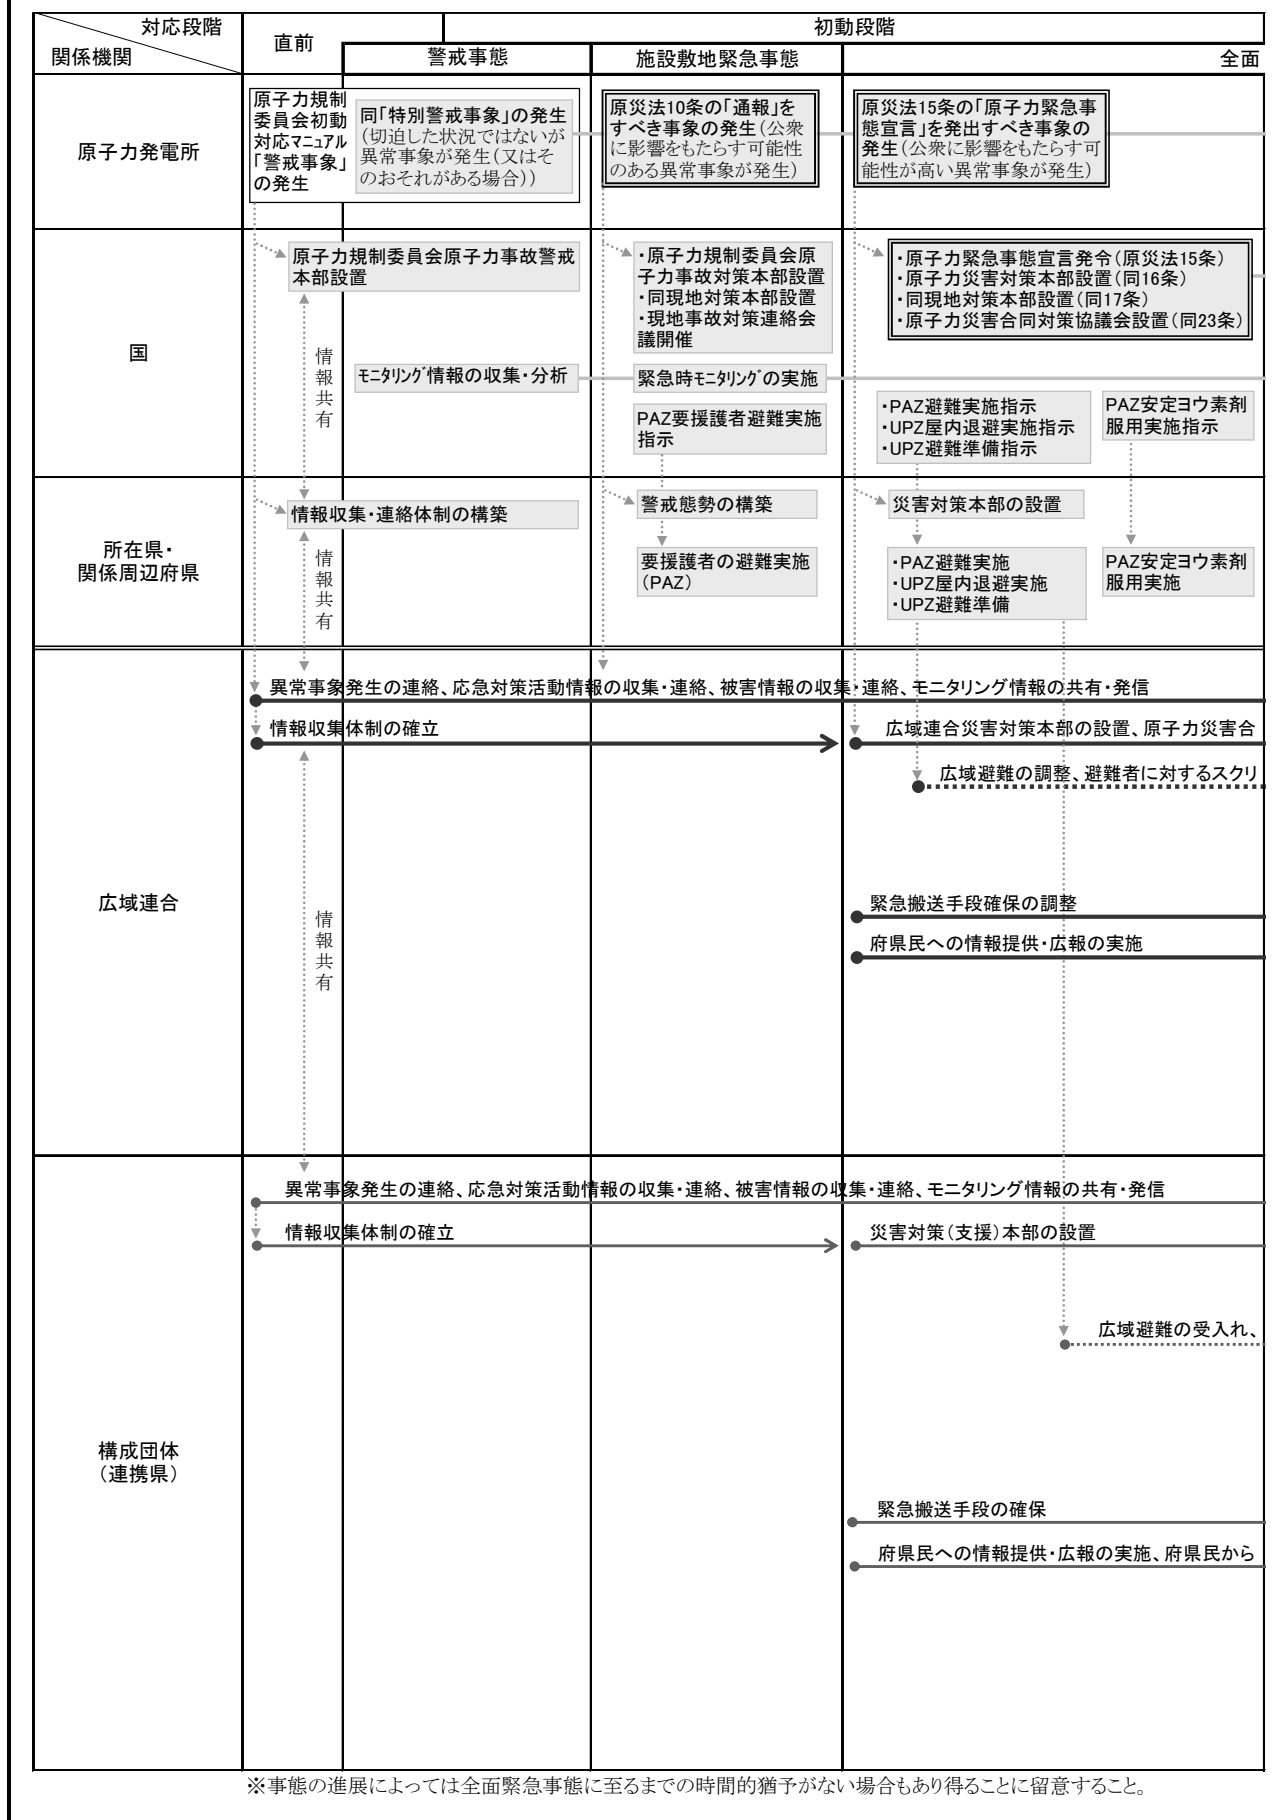 対応段階
関係機関
直前
初動段階
警戒事態
施設敷地緊急事態
全面
原子力発電所
原子力規制
委員会初動
対応マニュアル
「警戒事象」
の発生
同「特別警戒事象」の発生
(切迫した状況ではないが
異常事象が発生(又はそ
のおそれがある場合))
原災法10条の「通報」を
すべき事象の発生(公衆
に影響をもたらす可能性
のある異常事象が発生)
原災法15条の「原子力緊急事
態宣言」を発出すべき事象の
発生(公衆に影響をもたらす可
能性が高い異常事象が発生)
国
原子力規制委員会原子力事故警戒
本部設置
・原子力規制委員会原
子力事故対策本部設置
・同現地対策本部設置
・現地事故対策連絡会
議開催
・原子力緊急事態宣言発令(原災法15条)
・原子力災害対策本部設置(同16条)
・同現地対策本部設置(同17条)
・原子力災害合同対策協議会設置(同23条)
情報共有
モニタリング情報の収集・分析
緊急時モニタリングの実施
PAZ要援護者避難実施
指示
・PAZ避難実施指示
・UPZ屋内退避実施指示
・UPZ避難準備指示
PAZ安定ヨウ素剤
服用実施指示
所在県・
関係周辺府県
情報収集・連絡体制の構築
警戒態勢の構築
災害対策本部の設置
情報共有
要援護者の避難実施
(PAZ)
・PAZ避難実施
・UPZ屋内退避実施
・UPZ避難準備
PAZ安定ヨウ素剤
服用実施
広域連合
異常事象発生の連絡、応急対策活動情報の収集・連絡、被害情報の収集・連絡、モニタリング情報の共有・発信
情報収集体制の確立
広域連合災害対策本部の設置、原子力災害合
広域避難の調整、避難者に対するスクリ
緊急搬送手段確保の調整
府県民への情報提供・広報の実施
情報共有
構成団体
(連携県)
異常事象発生の連絡、応急対策活動情報の収集・連絡、被害情報の収集・連絡、モニタリング情報の共有・発信
情報収集体制の確立
災害対策(支援)本部の設置
広域避難の受入れ、
緊急搬送手段の確保
府県民への情報提供・広報の実施、府県民から
※事態の進展によっては全面緊急事態に至るまでの時間的猶予がない場合もあり得ることに留意すること。